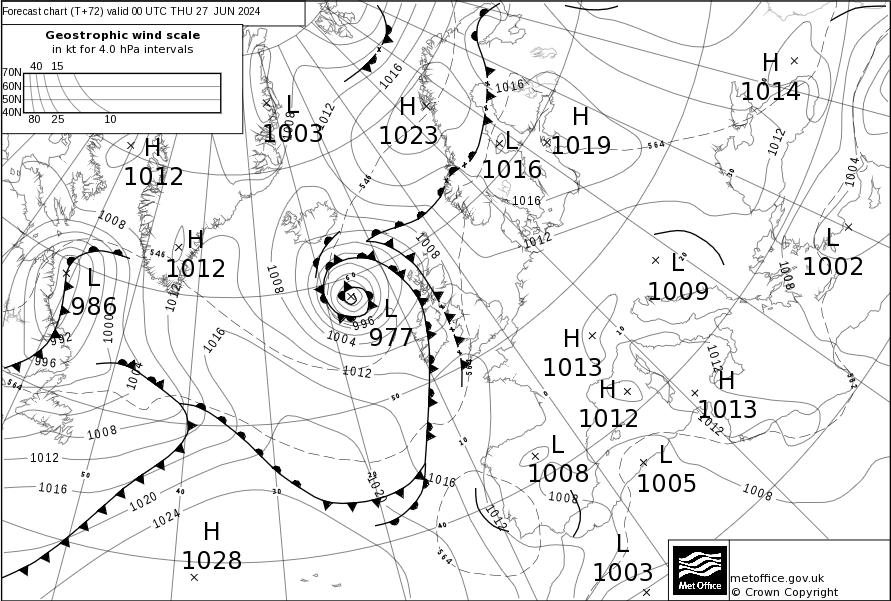 Forecast chart (T+72) valid 00 UTC THU 27 JUN 2024
Geostrophic wind scale
in kt for 4.0 hPa intervals
40 15
70N
60N
50N
40N
80 25 10
L
1003
1008
1012
1016
H
1023
1016
L
1016
1016
1012
H
1019
564
H
1014
1012
1004
30
H
1012
1008
546
H
1012
1012
546
1008
1008
L
1002
1008
L
1009
20
L
986
1000
992
996
564
1004
1016
60
L
977
996
1004
1012
50
564
H
1013
10
H
1012
0
H
1013
1012
1012
564
1008
1012
1016
50
1020
1024
40
30
20
1020
1016
10
40
564
1012
L
1008
1008
L
1005
1008
H
1028
L
1003
Met Office
metoffice.gov.uk
© Crown Copyright